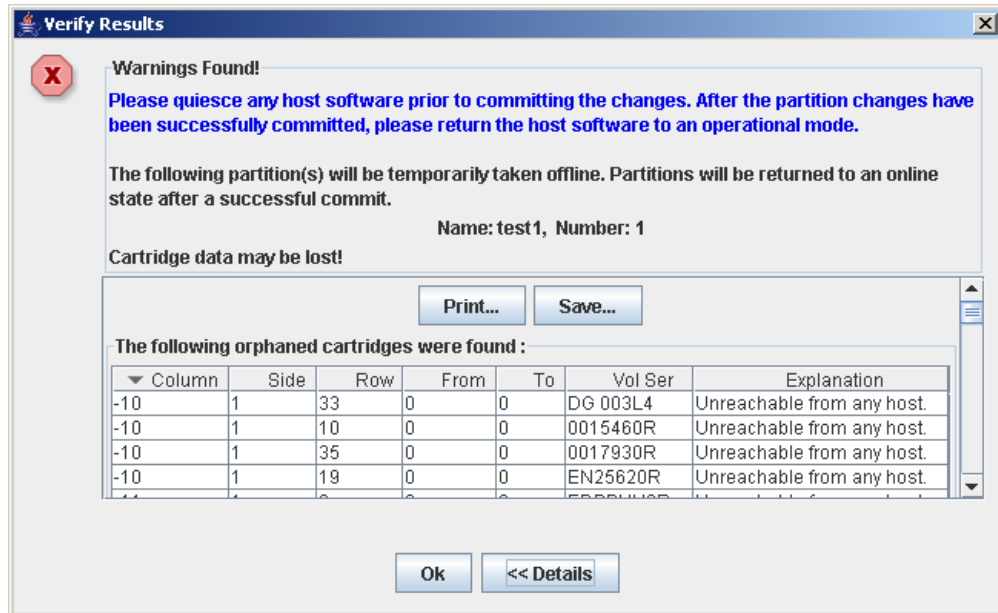 Verify Results
Warnings Found!
Please quiesce any host software prior to committing the changes. After the partition changes have
been successfully committed, please return the host software to an operational mode.
The following partition(s) will be temporarily taken offline. Partitions will be returned to an online
state after a successful commit.
Name: test1, Number: 1
Cartridge data may be lost!
Print... Save...
The following orphaned cartridges were found :
Column Side Row From To Vol Ser Explanation
-10 1 33 0 0 DG 003L4 Unreachable from any host.
-10 1 10 0 0 0015460R Unreachable from any host.
-10 1 35 0 0 0017930R Unreachable from any host.
-10 1 19 0 0 EN25620R Unreachable from any host.
Ok << Details